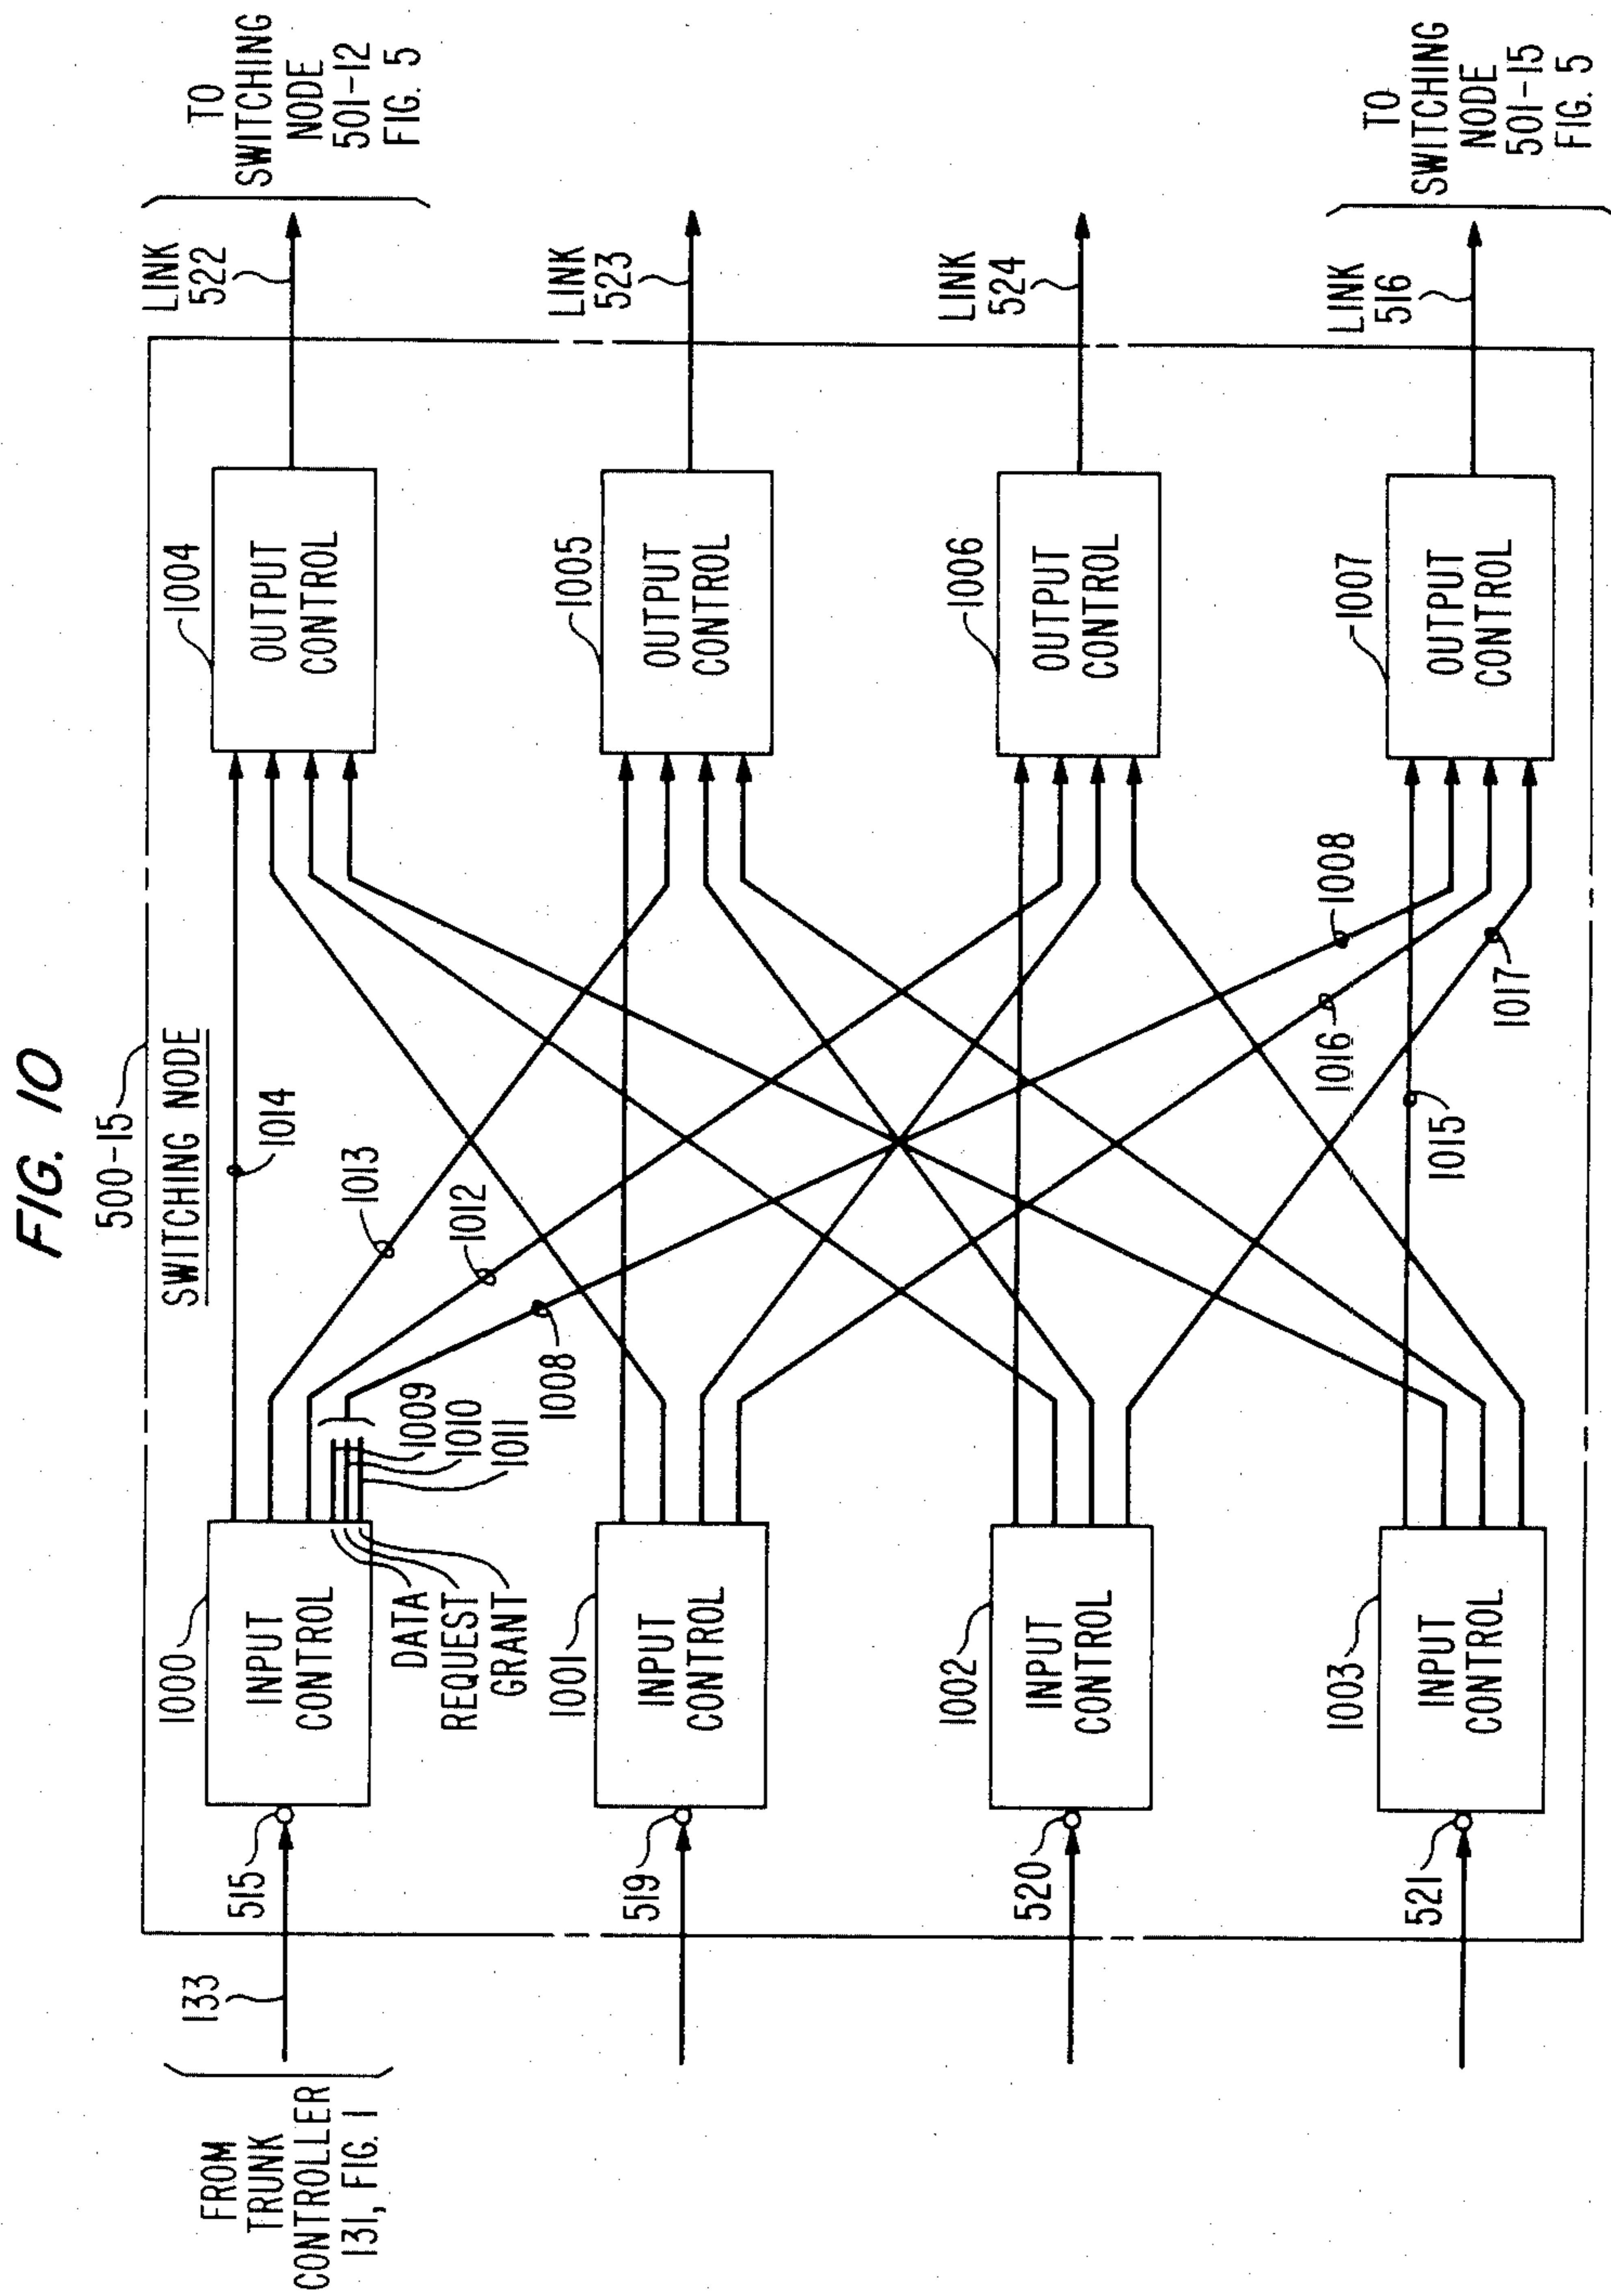 FIG. 10
500-15
SWITCHING NODE
FROM
TRUNK
CONTROLLER
131, FIG. 1
133
515
1000
INPUT
CONTROL
DATA
REQUEST
GRANT
1009
1010
1011
1008
1012
1013
1014
1004
OUTPUT
CONTROL
LINK
522
TO
SWITCHING
NODE
501-12
FIG. 5
519
1001
INPUT
CONTROL
1005
OUTPUT
CONTROL
LINK
523
520
1002
INPUT
CONTROL
1006
OUTPUT
CONTROL
LINK
524
521
1003
INPUT
CONTROL
1015
1016
1017
1008
1007
OUTPUT
CONTROL
LINK
516
TO
SWITCHING
NODE
501-15
FIG. 5